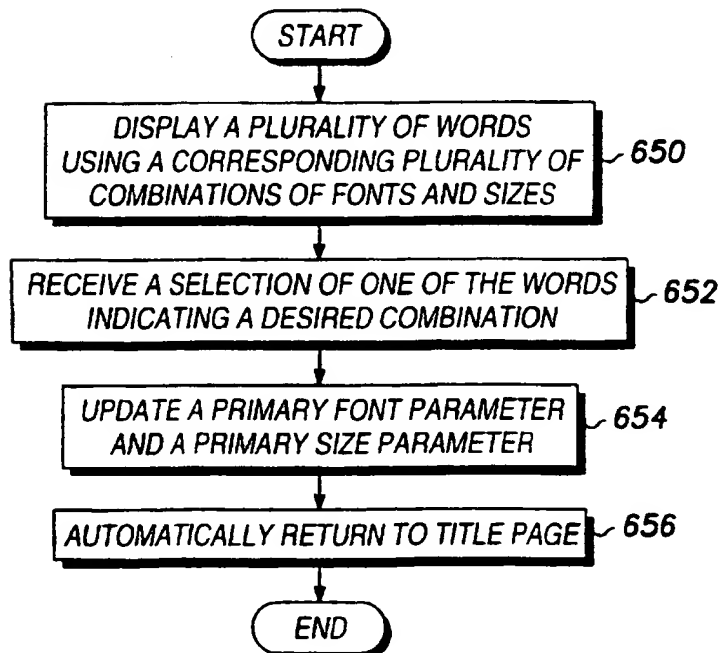 START
DISPLAY A PLURALITY OF WORDS
USING A CORRESPONDING PLURALITY OF
COMBINATIONS OF FONTS AND SIZES
650
RECEIVE A SELECTION OF ONE OF THE WORDS
INDICATING A DESIRED COMBINATION
652
UPDATE A PRIMARY FONT PARAMETER
AND A PRIMARY SIZE PARAMETER
654
AUTOMATICALLY RETURN TO TITLE PAGE
656
END